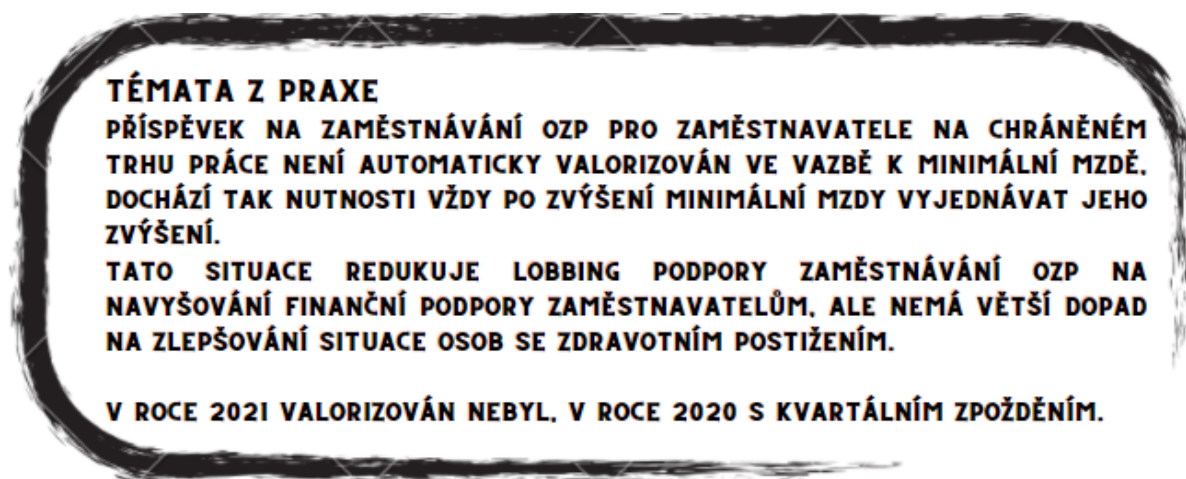 TÉMATA Z PRAXE
PŘÍSPĚVEK NA ZAMĚSTNÁVÁNÍ OZP PRO ZAMĚSTNAVATELE NA CHRÁNĚNÉM
TRHU PRÁCE NENÍ AUTOMATICKY VALORIZOVÁN VE VAZBĚ K MINIMÁLNÍ MZDĚ,
DOCHÁZÍ TAK NUTNOSTI VŽDY PO ZVÝŠENÍ MINIMÁLNÍ MZDY VYJEDNÁVAT JEHO
ZVÝŠENÍ.
TATO SITUACE REDUKUJE LOBBING PODPORY ZAMĚSTNÁVÁNÍ OZP NA
NAVYŠOVÁNÍ FINANČNÍ PODPORY ZAMĚSTNAVATELŮM, ALE NEMÁ VĚTŠÍ DOPAD
NA ZLEPŠOVÁNÍ SITUACE OSOB SE ZDRAVOTNÍM POSTIŽENÍM.
V ROCE 2021 VALORIZOVÁN NEBYL, V ROCE 2020 S KVARTÁLNÍM ZPOŽDĚNÍM.